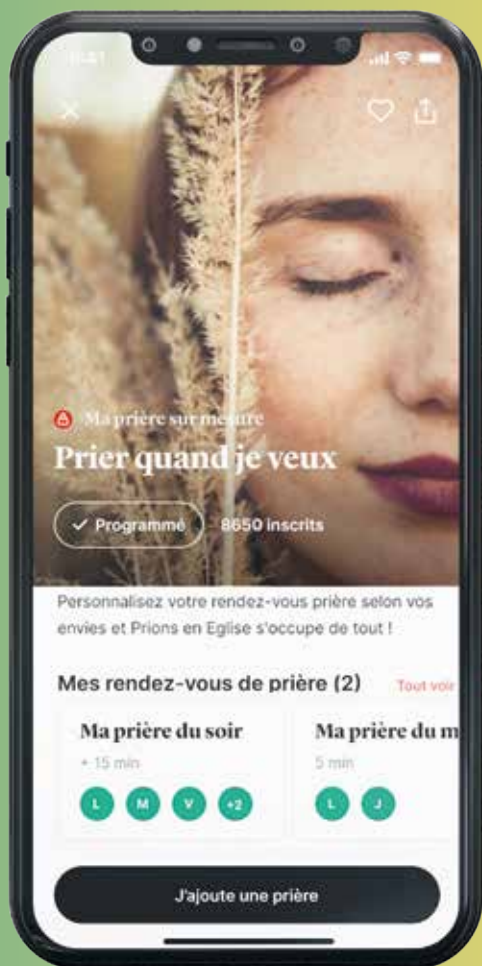 Ma prière sur mesure
Prier quand je veux
Programmé
8650 inscrits
Personnalisez votre rendez-vous prière selon vos
envies et Prions en Eglise s'occupe de tout !
Mes rendez-vous de prière (2)
Tout voir
Ma prière du soir
+ 15 min
L M V +2
Ma prière du m
5 min
L J
J'ajoute une prière